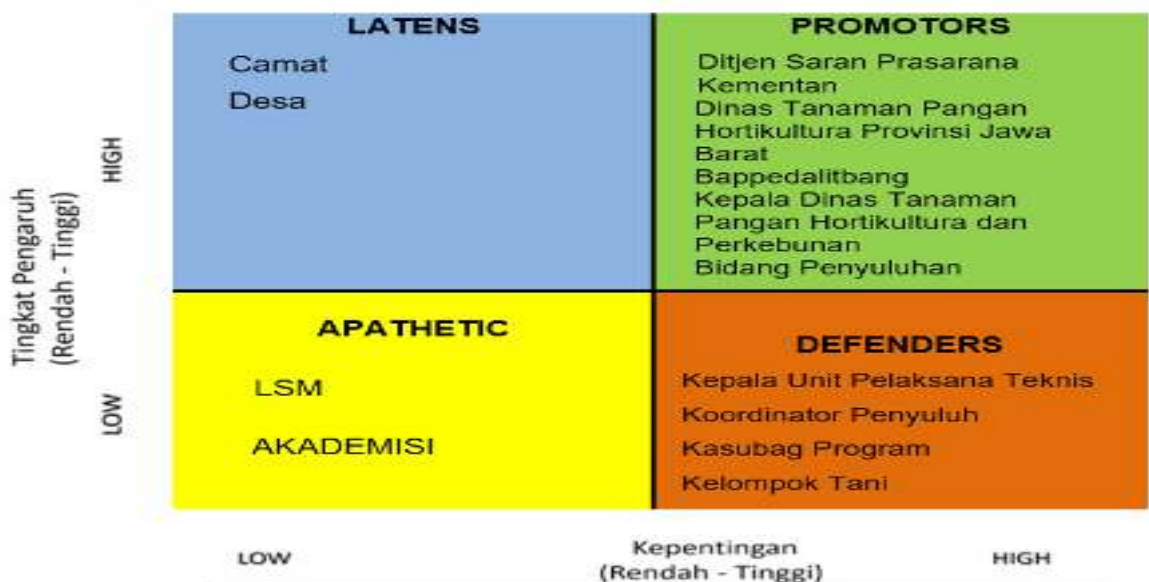 LATENS
Camat
Desa
PROMOTORS
Ditjen Saran Prasarana
Kementan
Dinas Tanaman Pangan
Hortikultura Provinsi Jawa
Barat
Bappedalitbang
Kepala Dinas Tanaman
Pangan Hortikultura dan
Perkebunan
Bidang Penyuluhan
Tingkat Pengaruh
(Rendah - Tinggi)
HIGH
LOW
APATHETIC
LSM
AKADEMISI
DEFENDERS
Kepala Unit Pelaksana Teknis
Koordinator Penyuluh
Kasubag Program
Kelompok Tani
LOW
Kepentingan
(Rendah - Tinggi)
HIGH